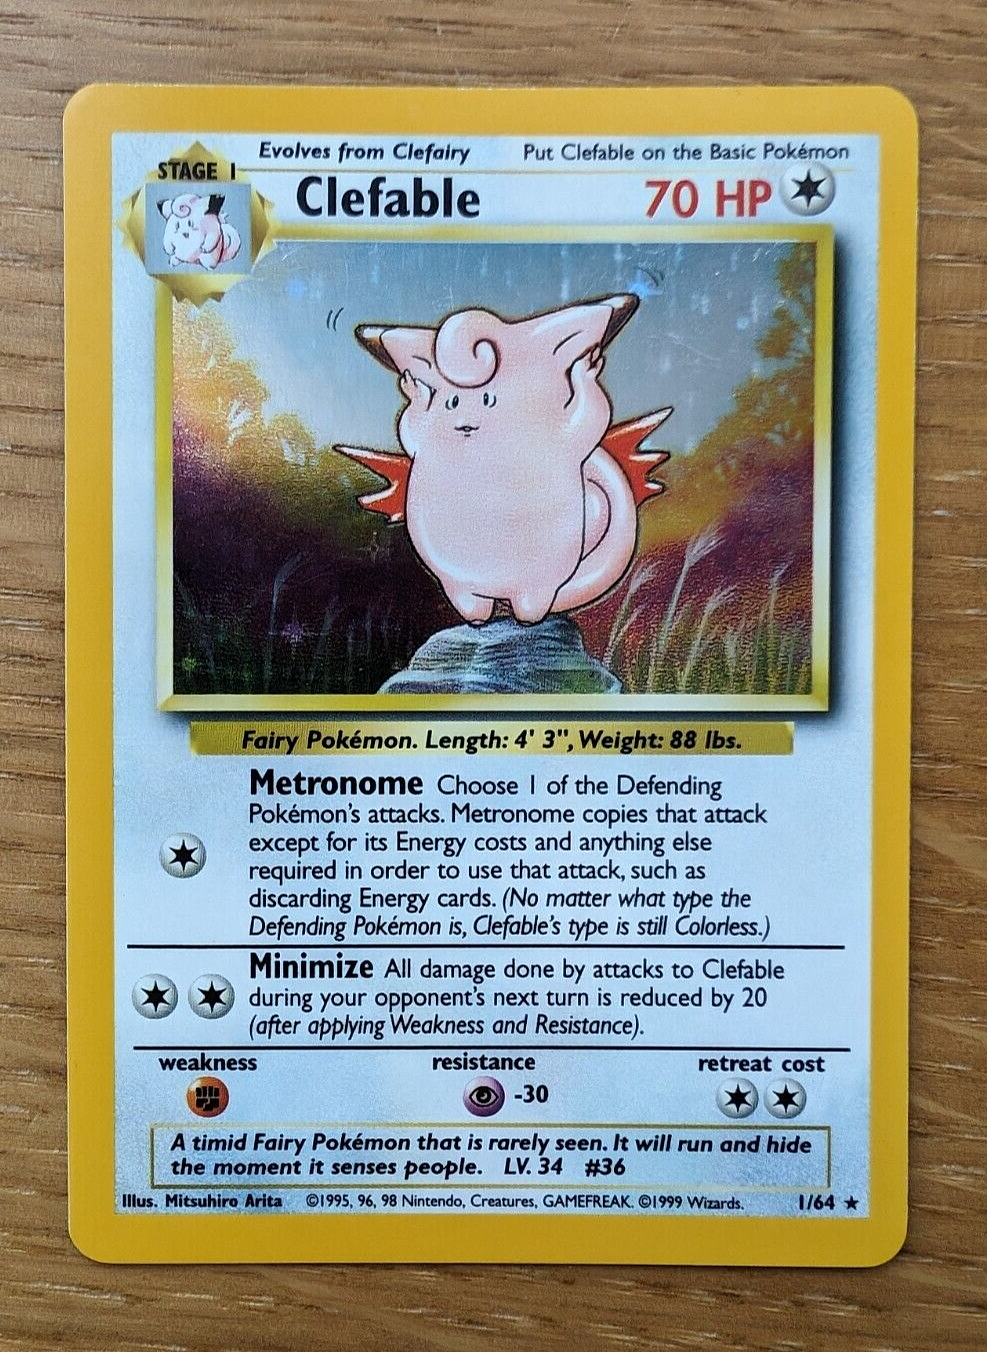 Evolves from Clefairy Put Clefable on the Basic Pokémon
STAGE 1
Clefable 70 HP
Fairy Pokémon. Length: 4' 3", Weight: 88 lbs.
Metronome Choose 1 of the Defending
Pokémon's attacks. Metronome copies that attack
except for its Energy costs and anything else
required in order to use that attack, such as
discarding Energy cards. (No matter what type the
Defending Pokémon is, Clefable's type is still Colorless.)
Minimize All damage done by attacks to Clefable
during your opponent's next turn is reduced by 20
(after applying Weakness and Resistance).
weakness resistance retreat cost
-30
A timid Fairy Pokémon that is rarely seen. It will run and hide
the moment it senses people. LV. 34 #36
Illus. Mitsuhiro Arita ©1995, 96, 98 Nintendo, Creatures, GAMEFREAK. ©1999 Wizards. 1/64 ★